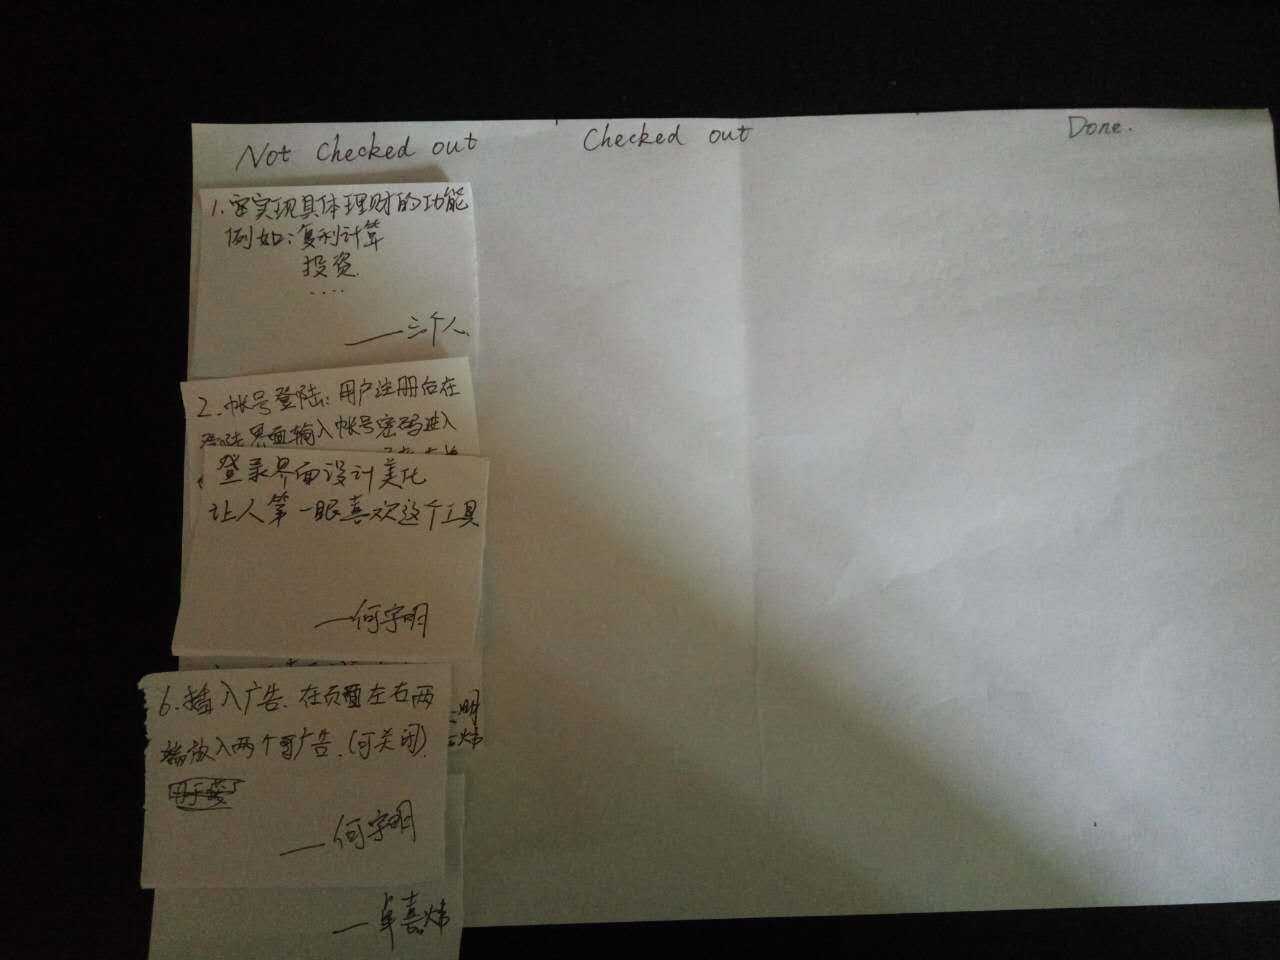 Not Checked out
Checked out
Done.
1.实现具体理财的功能
例如:复利计算
投资
....
——三个人
2.帐号登陆:用户注册后在
登陆界面输入帐号密码进入
登录界面设计美化
让人第一眼喜欢这个工具
—何宇明
6.插入广告.在页面左右两
端放入两个广告.(可关闭)
——何宇明
明
炜
—卓喜炜